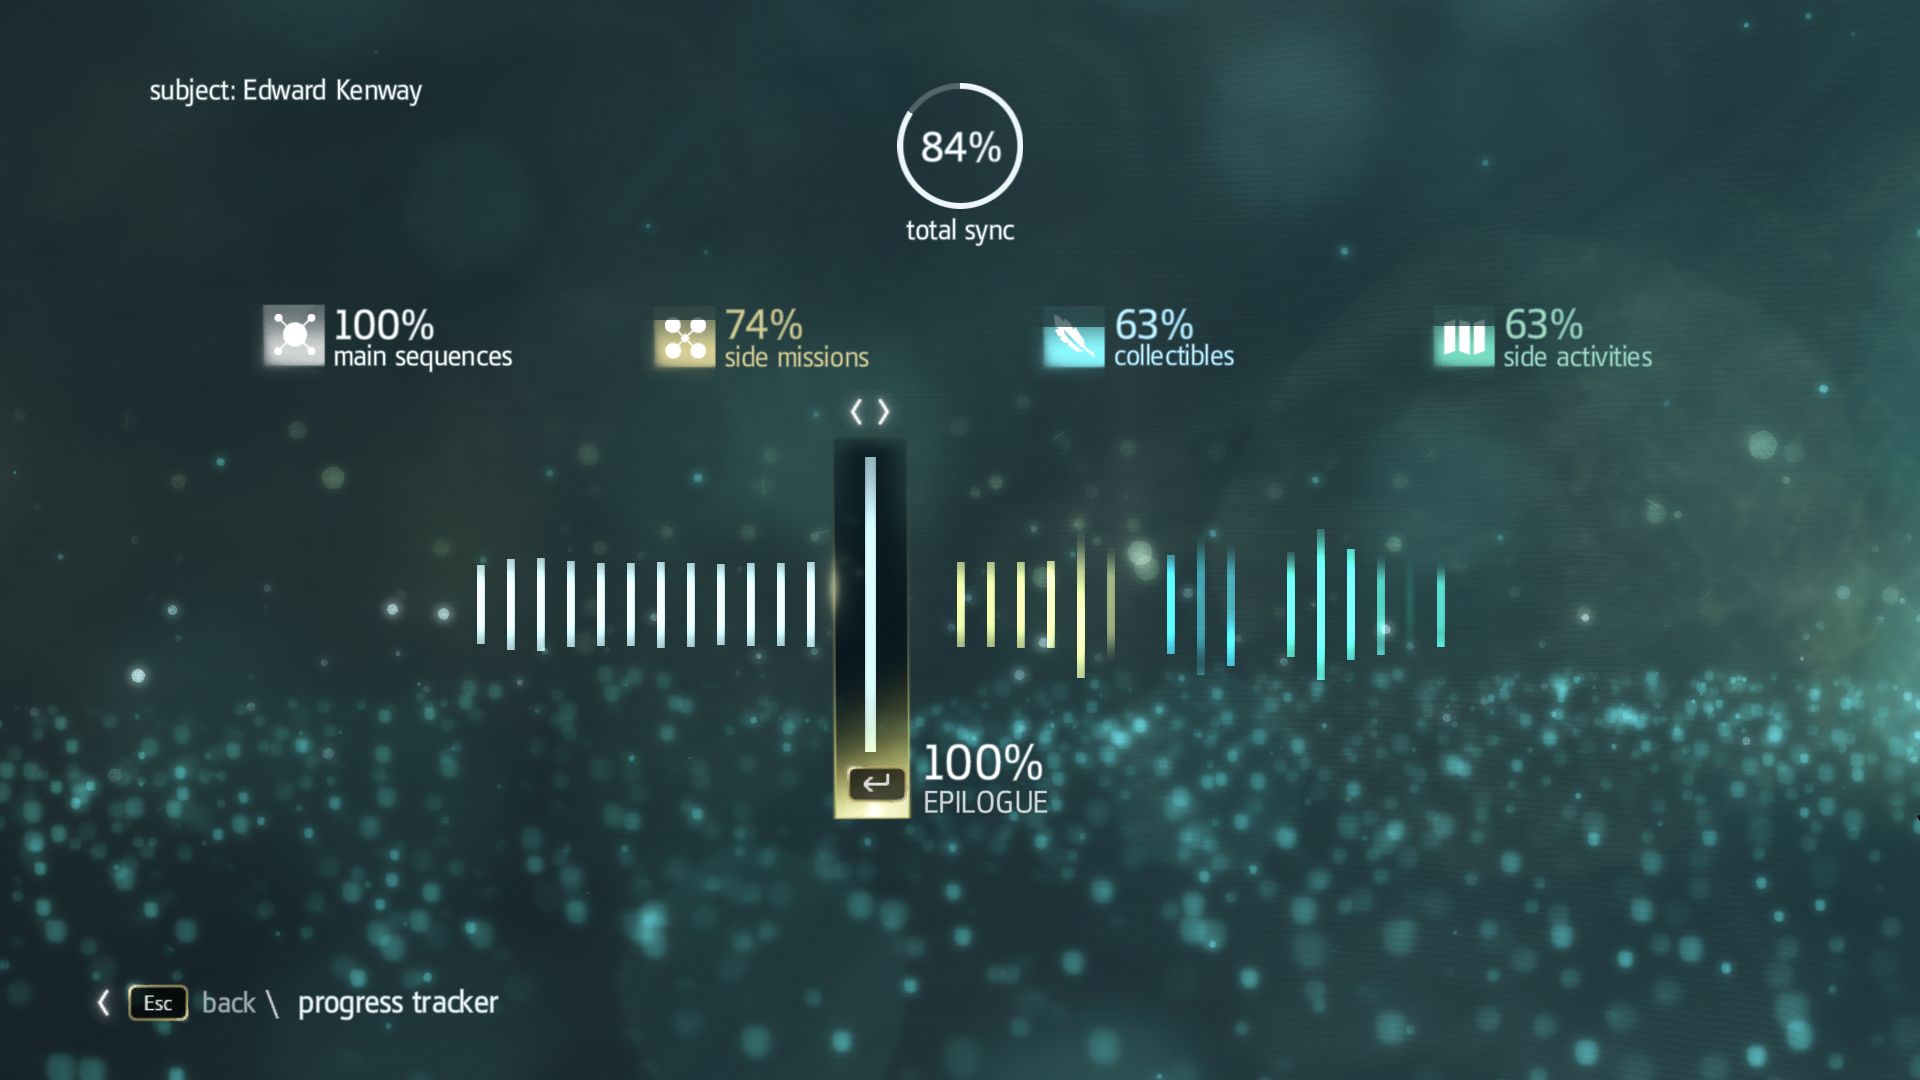 subject: Edward Kenway
84%
total sync
100%
main sequences
74%
side missions
63%
collectibles
63%
side activities
100%
EPILOGUE
Esc back \ progress tracker